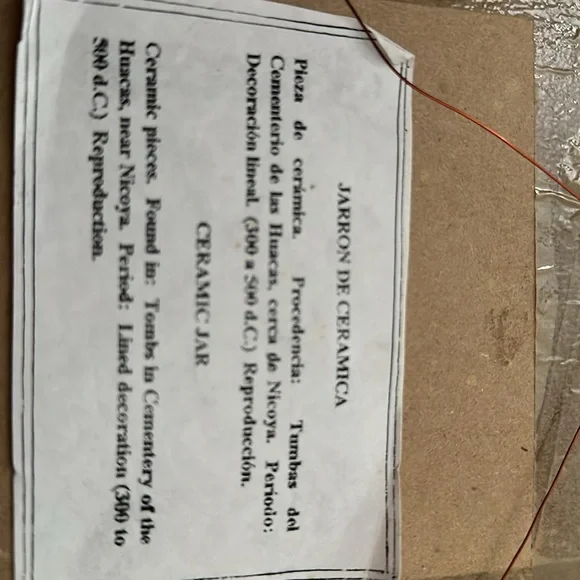 JARRON DE CERAMICA
Pieza de cerámica. Procedencia: Tumbas del
Cementerio de las Huacas, cerca de Nicoya. Periodo:
Decoración lineal. (300 a 500 d.C.) Reproducción.
CERAMIC JAR
Ceramic pieces. Found in: Tombs in Cementery of the
Huacas, near Nicoya. Period: Lined decoration (300 to
500 d.C.) Reproduction.